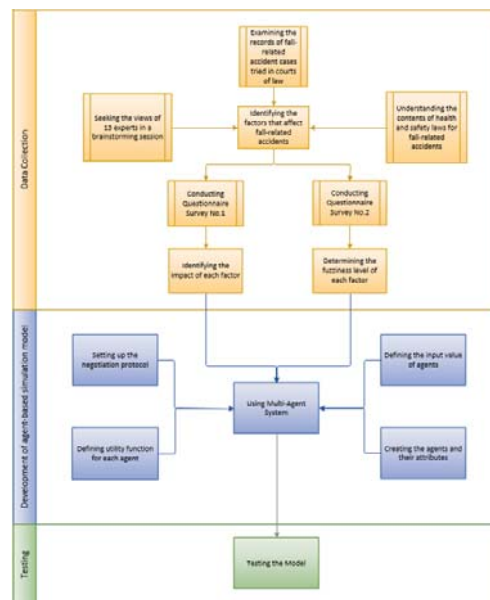 Data Collection
Examining the
records of fall-
related
accident cases
tried in courts
of law
Seeking the views of
13 experts in a
brainstorming
session
Identifying the
factors that affect
fall-related
accidents
Understanding the
contents of health
and safety laws for
fall-related
accidents
Conducting
Questionnaire
Survey No.1
Conducting
Questionnaire
Survey No.2
Identifying the
impact of each factor
Determining the
fuzziness level of
each factor
Development of agent-based simulation model
Setting up the
negotiation protocol
Defining the input value
of agents
Using Multi-Agent
System
Defining utility function
for each agent
Creating the agents and
their attributes
Testing
Testing the Model